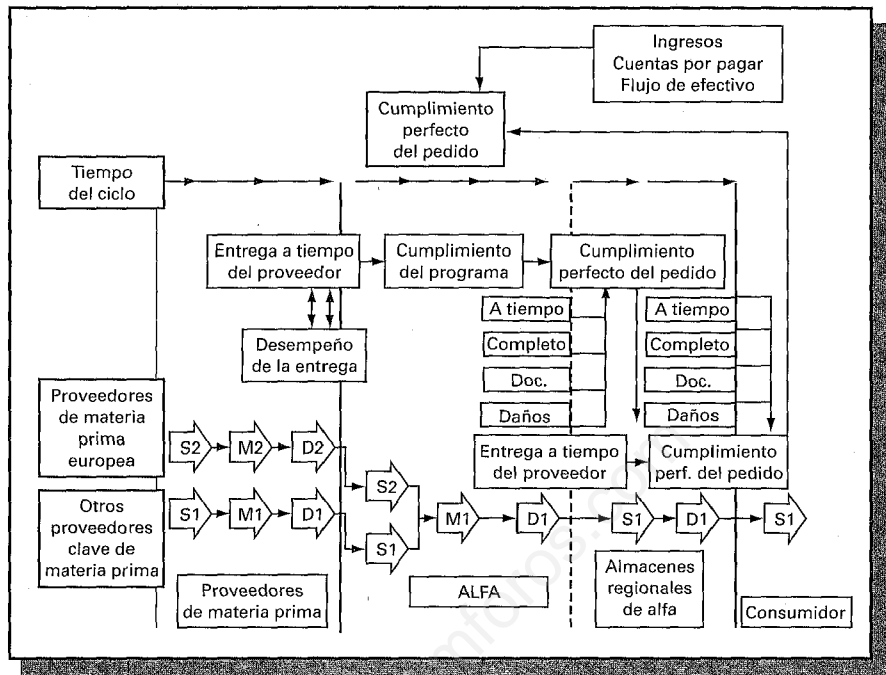 Ingresos
Cuentas por pagar
Flujo de efectivo
Cumplimiento
perfecto
del pedido
Tiempo
del ciclo
Entrega a tiempo
del proveedor
Cumplimiento
del programa
Cumplimiento
perfecto del pedido
Desempeño
de la entrega
A tiempo
Completo
Doc.
Daños
A tiempo
Completo
Doc.
Daños
Proveedores
de materia
prima
europea
S2
M2
D2
S2
Entrega a tiempo
del proveedor
Cumplimiento
perf. del pedido
Otros
proveedores
clave de
materia prima
S1
M1
D1
S1
M1
D1
S1
D1
S1
Proveedores
de materia prima
ALFA
Almacenes
regionales
de alfa
Consumidor